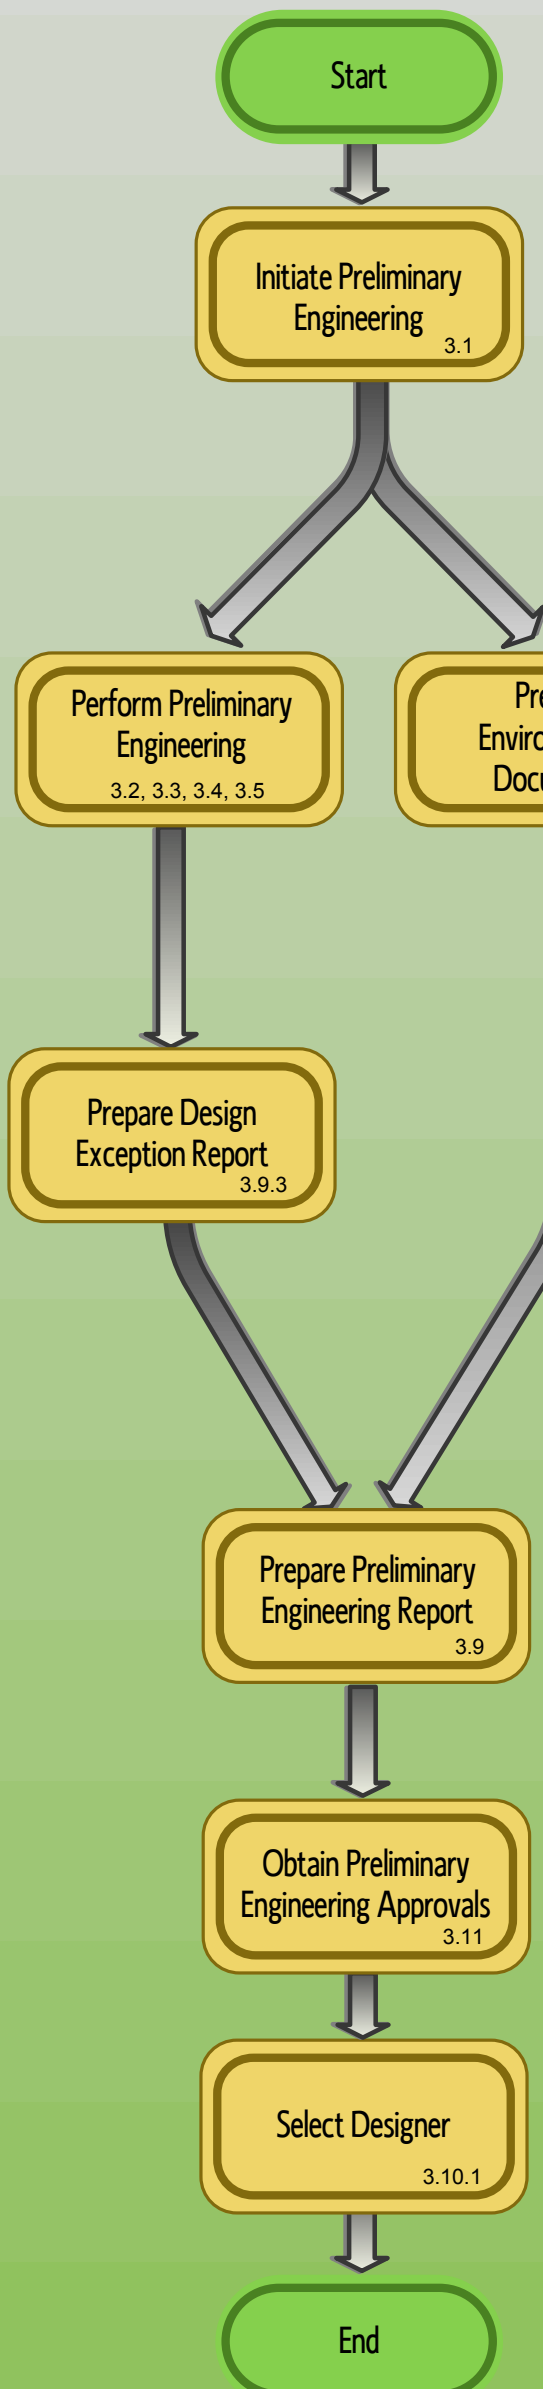 Start
Initiate Preliminary
Engineering
3.1
Perform Preliminary
Engineering
3.2, 3.3, 3.4, 3.5
Prepare Design
Exception Report
3.9.3
Prepare Preliminary
Engineering Report
3.9
Obtain Preliminary
Engineering Approvals
3.11
Select Designer
3.10.1
End